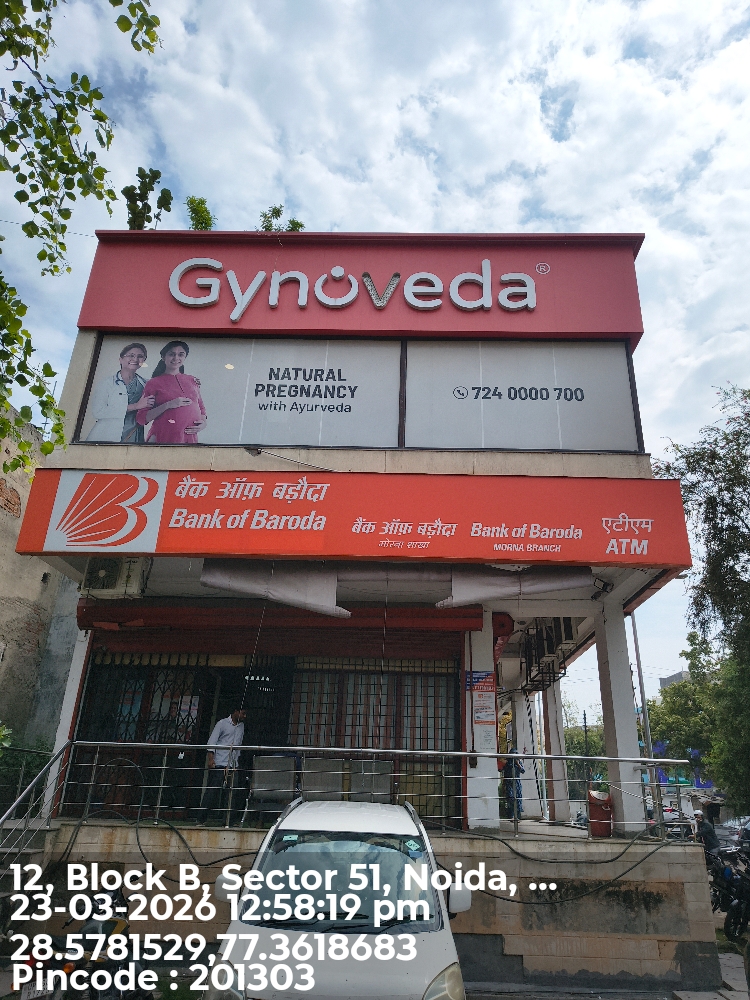 Gynoveda®
NATURAL
PREGNANCY
with Ayurveda
724 0000 700
बैंक ऑफ़ बड़ौदा
Bank of Baroda
बैंक ऑफ़ बड़ौदा
मोरना शाखा
Bank of Baroda
MORNA BRANCH
एटीएम
ATM
12, Block B, Sector 51, Noida, ...
23-03-2026 12:58:19 pm
28.5781529,77.3618683
Pincode : 201303